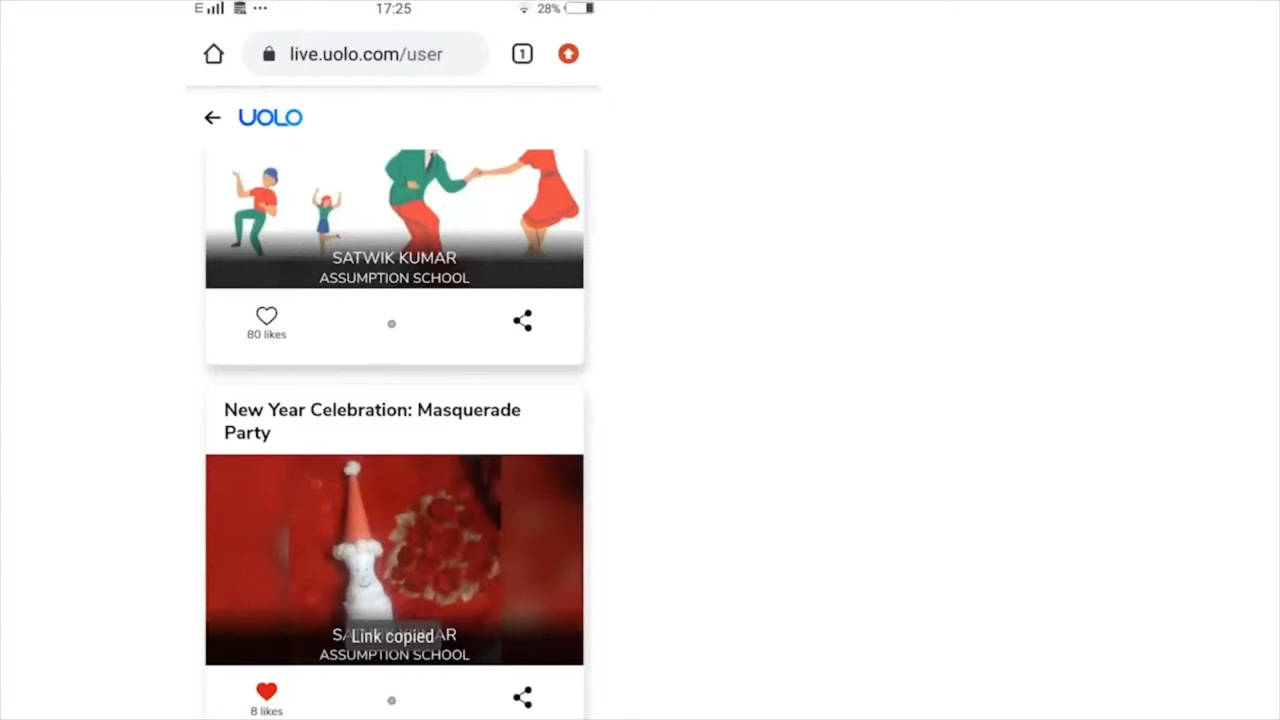 E 17:25 28%
live.uolo.com/user 1
UOLO
SATWIK KUMAR
ASSUMPTION SCHOOL
80 likes
New Year Celebration: Masquerade
Party
Link copied
ASSUMPTION SCHOOL
8 likes